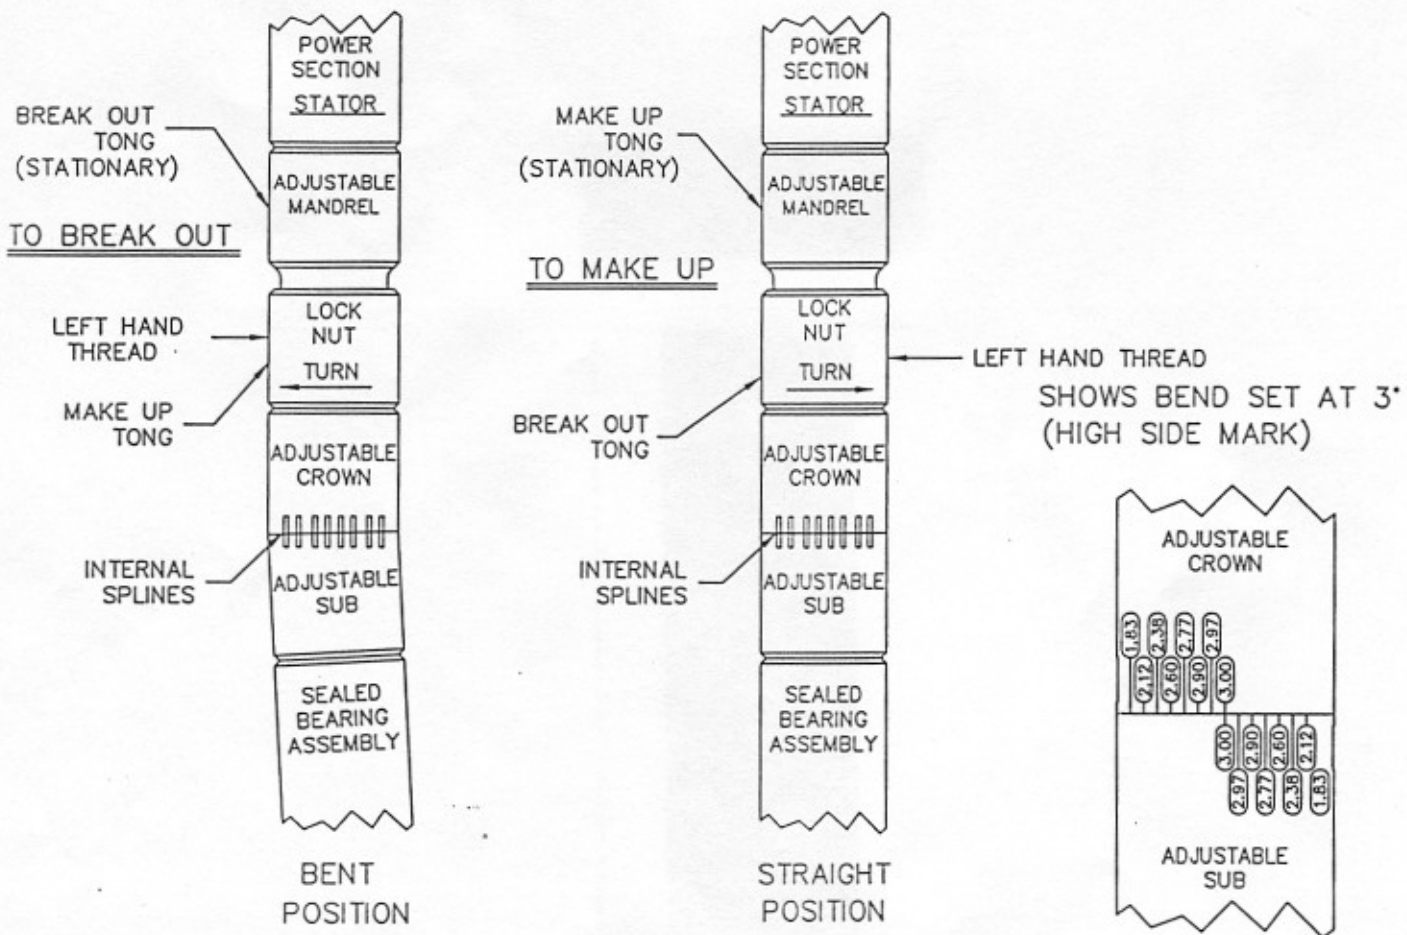 POWER
SECTION
STATOR
BREAK OUT
TONG
(STATIONARY)
ADJUSTABLE
MANDREL
TO BREAK OUT
LOCK
NUT
LEFT HAND
THREAD
TURN
MAKE UP
TONG
ADJUSTABLE
CROWN
INTERNAL
SPLINES
ADJUSTABLE
SUB
SEALED
BEARING
ASSEMBLY
BENT
POSITION
POWER
SECTION
STATOR
MAKE UP
TONG
(STATIONARY)
ADJUSTABLE
MANDREL
TO MAKE UP
LOCK
NUT
TURN
LEFT HAND THREAD
BREAK OUT
TONG
ADJUSTABLE
CROWN
INTERNAL
SPLINES
ADJUSTABLE
SUB
SEALED
BEARING
ASSEMBLY
STRAIGHT
POSITION
SHOWS BEND SET AT 3°
(HIGH SIDE MARK)
ADJUSTABLE
CROWN
1.83 2.38 2.77 2.97
2.12 2.60 2.90 3.00
3.00 2.90 2.60 2.12
2.97 2.77 2.38 1.83
ADJUSTABLE
SUB